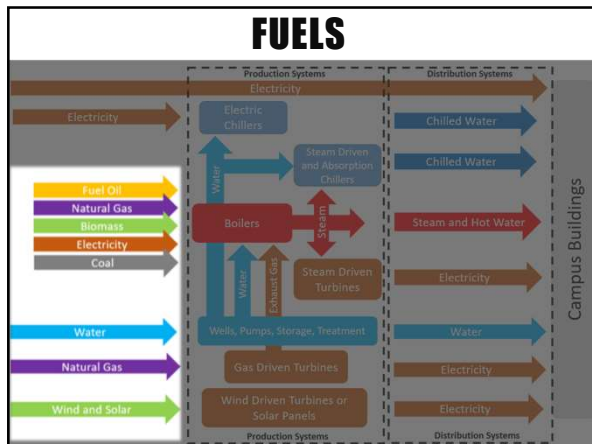 FUELS
Production Systems
Distribution Systems
Electricity
Electricity
Electric
Chillers
Chilled Water
Steam Driven
and Absorption
Chillers
Chilled Water
Water
Fuel Oil
Natural Gas
Biomass
Electricity
Coal
Boilers
Steam
Steam and Hot Water
Water
Exhaust Gas
Steam Driven
Turbines
Electricity
Water
Wells, Pumps, Storage, Treatment
Water
Natural Gas
Gas Driven Turbines
Electricity
Wind and Solar
Wind Driven Turbines or
Solar Panels
Electricity
Production Systems
Distribution Systems
Campus Buildings